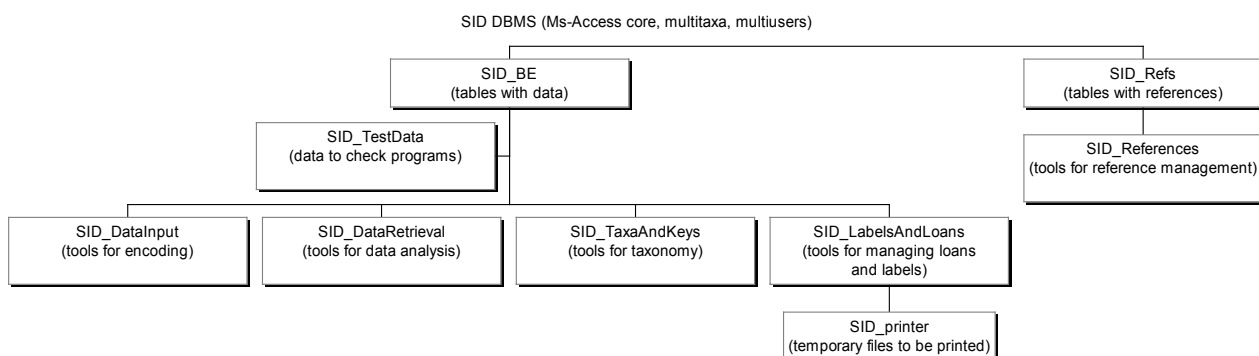 SID DBMS (Ms-Access core, multitaxa, multiusers)
SID_BE
(tables with data)
SID_Refs
(tables with references)
SID_TestData
(data to check programs)
SID_References
(tools for reference management)
SID_DataInput
(tools for encoding)
SID_DataRetrieval
(tools for data analysis)
SID_TaxaAndKeys
(tools for taxonomy)
SID_LabelsAndLoans
(tools for managing loans
and labels)
SID_printer
(temporary files to be printed)